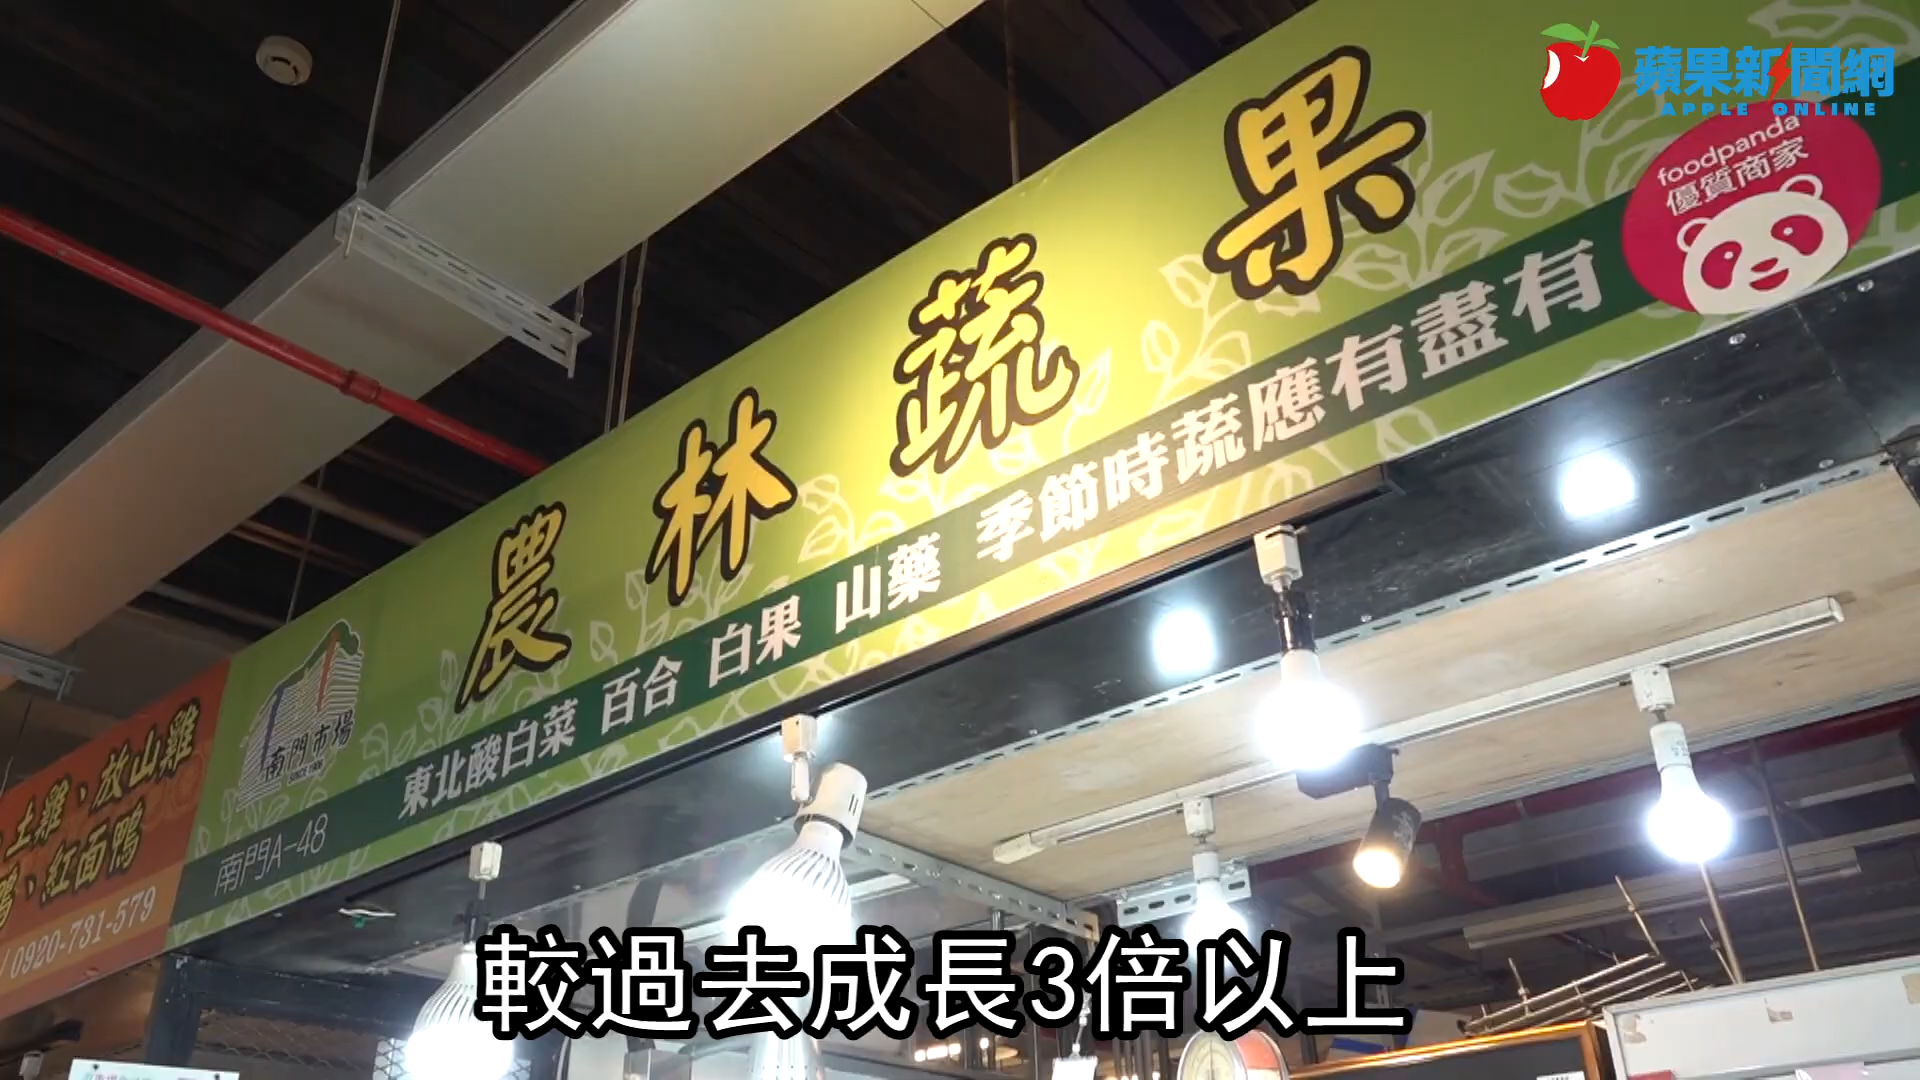 蘋果新聞網
APPLE ONLINE
foodpanda
優質商家
農林蔬果
東北酸白菜 百合 白果 山藥 季節時蔬應有盡有
南門市場
SINCE 1906
南門A-48
土雞、放山雞
鴨、紅面鴨
/ 0920-731-579
較過去成長3倍以上